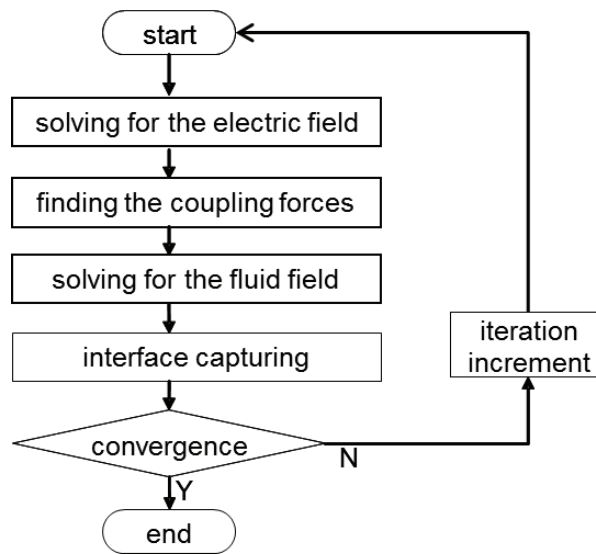 start
solving for the electric field
finding the coupling forces
solving for the fluid field
interface capturing
iteration
increment
convergence
N
Y
end